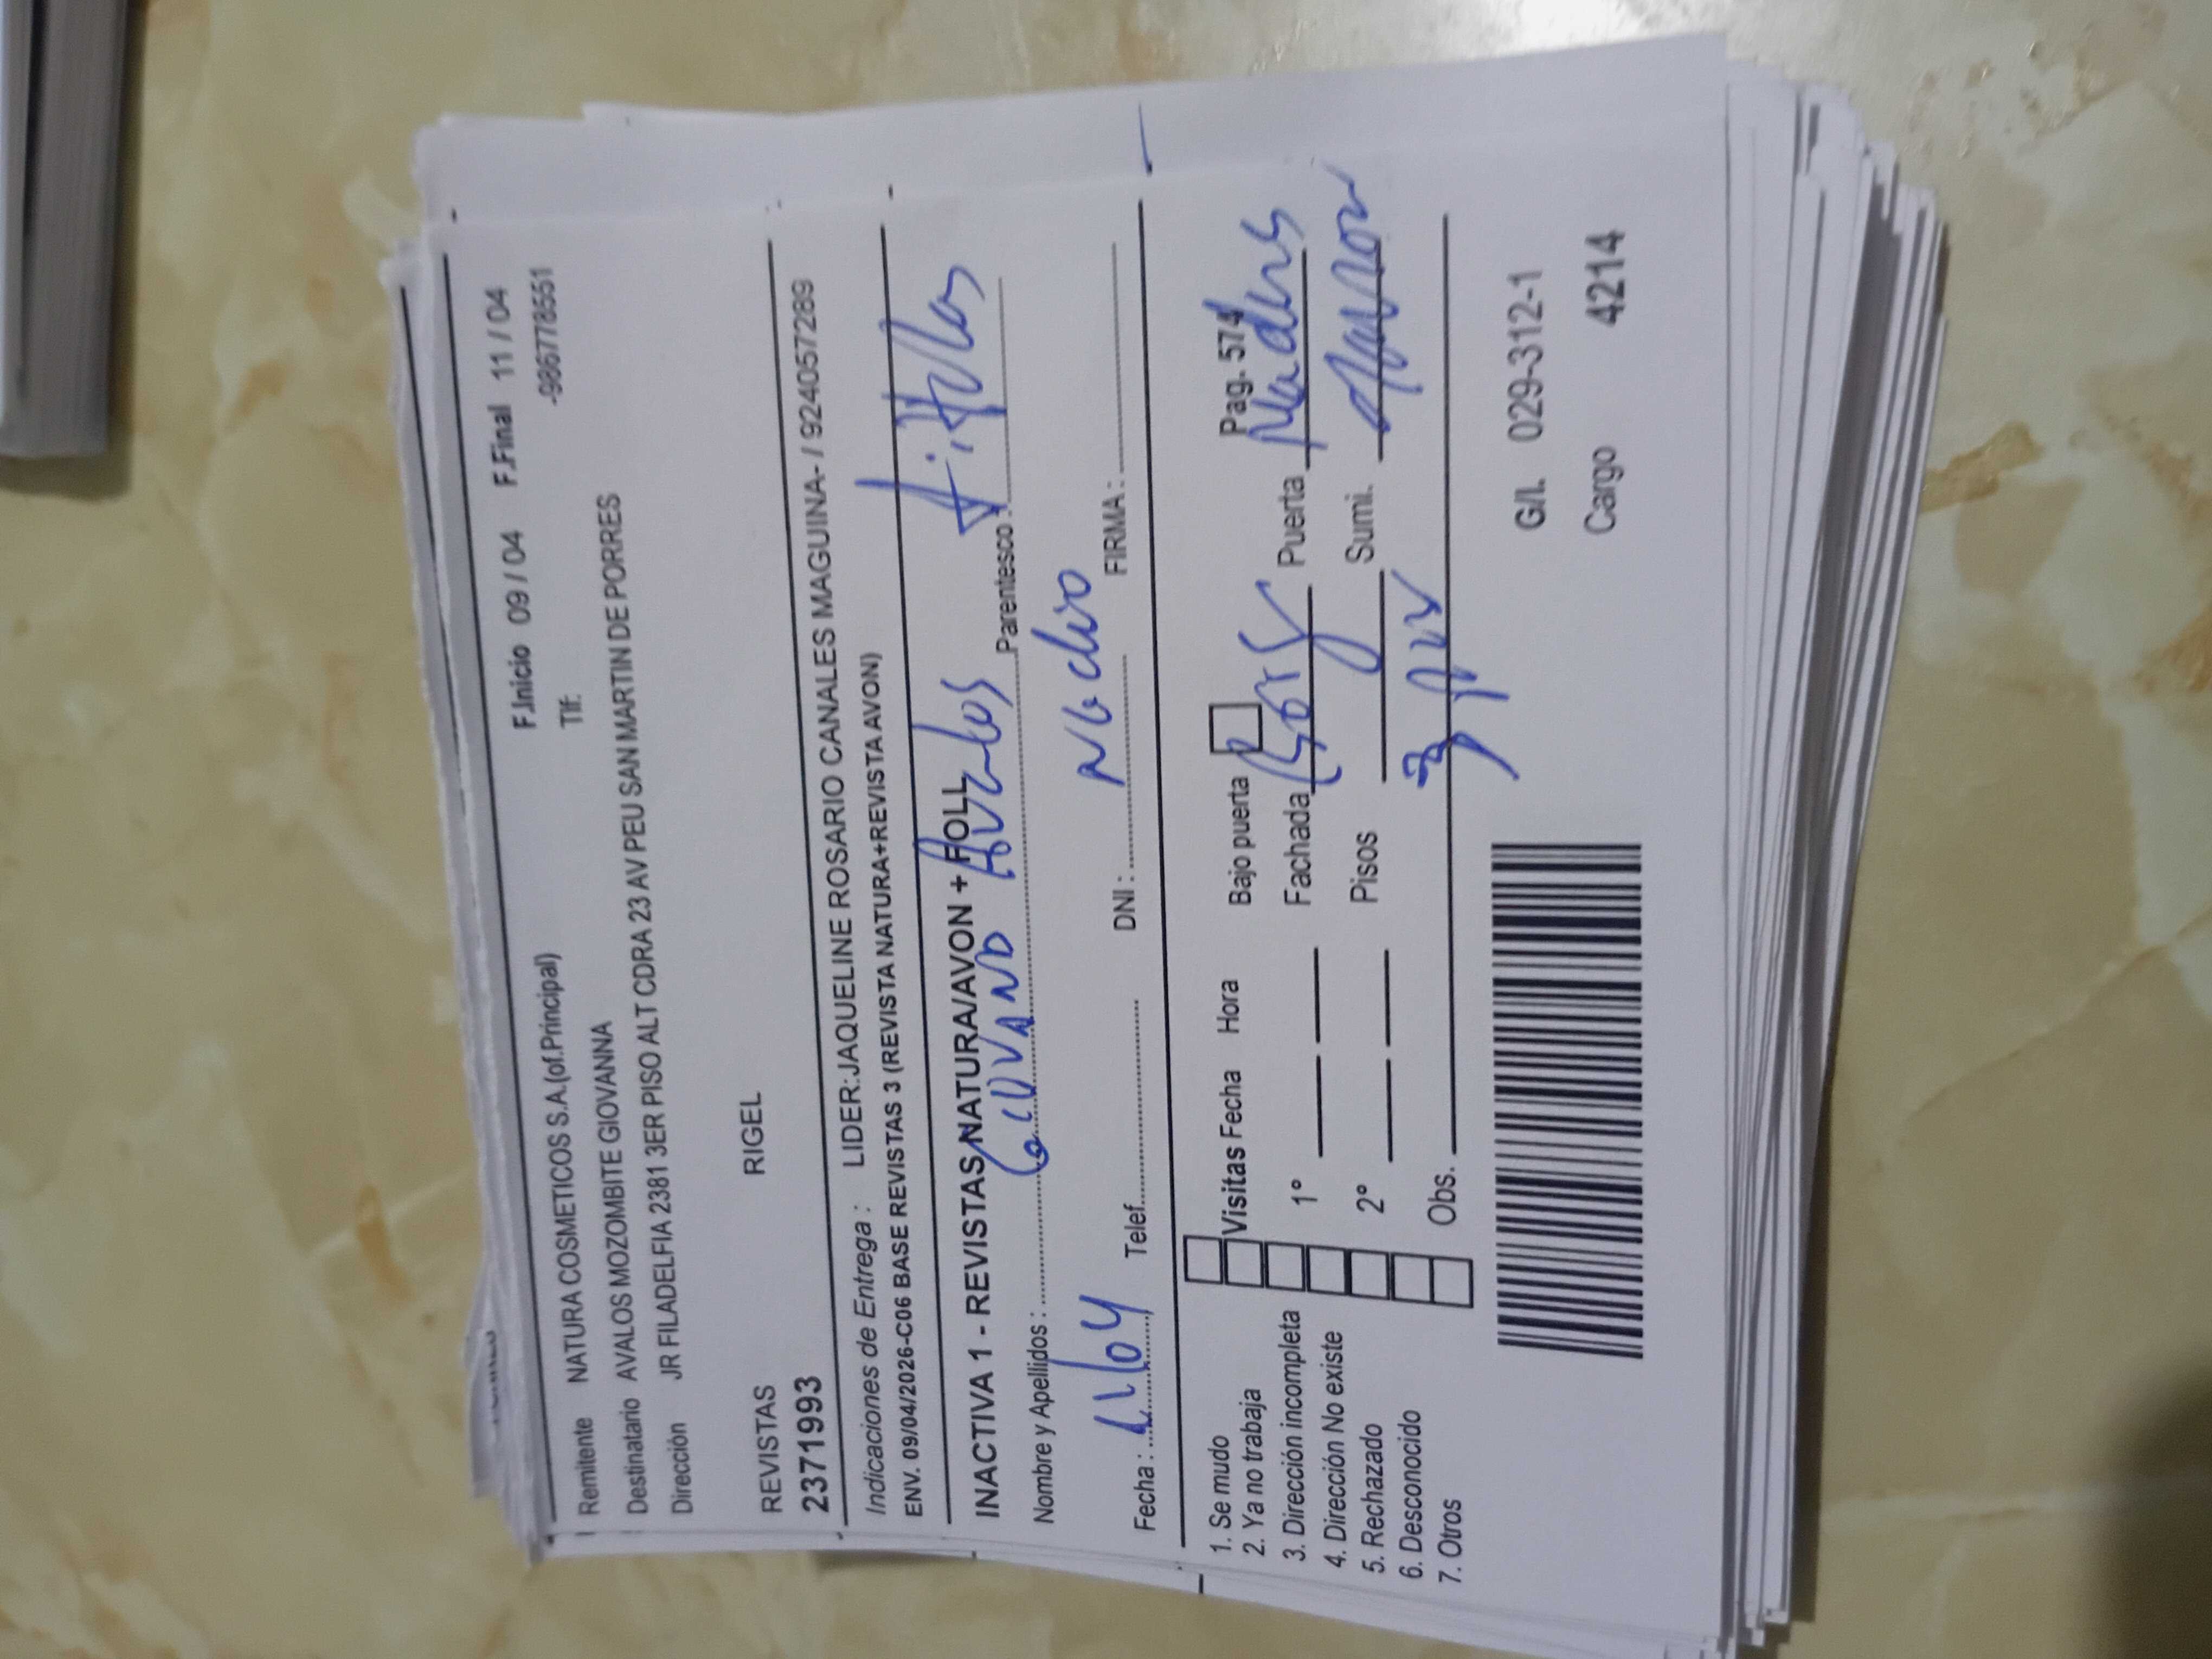 Remitente NATURA COSMETICOS S.A.(of.Principal) F.Inicio 09 / 04 F.Final 11 / 04
Destinatario AVALOS MOZOMBITE GIOVANNA Tlf. -986778551
Dirección JR FILADELFIA 2381 3ER PISO ALT CDRA 23 AV PEU SAN MARTIN DE PORRES
REVISTAS RIGEL
2371993
Indicaciones de Entrega : LIDER:JAQUELINE ROSARIO CANALES MAGUINA- / 924057289
ENV. 09/04/2026-C06 BASE REVISTAS 3 (REVISTA NATURA+REVISTA AVON)
INACTIVA 1 - REVISTAS NATURA/AVON + FOLL
Nombre y Apellidos : Avalos Parentesco : titular
Fecha : 11/04 Telef. DNI : FIRMA :
1. Se mudo
2. Ya no trabaja Visitas Fecha Hora Bajo puerta Pag. 574
3. Dirección incompleta 1° Fachada Puerta Madera
4. Dirección No existe
5. Rechazado 2° Pisos Sumi.
6. Desconocido
7. Otros Obs.
G/L 029-312-1
Cargo 4214